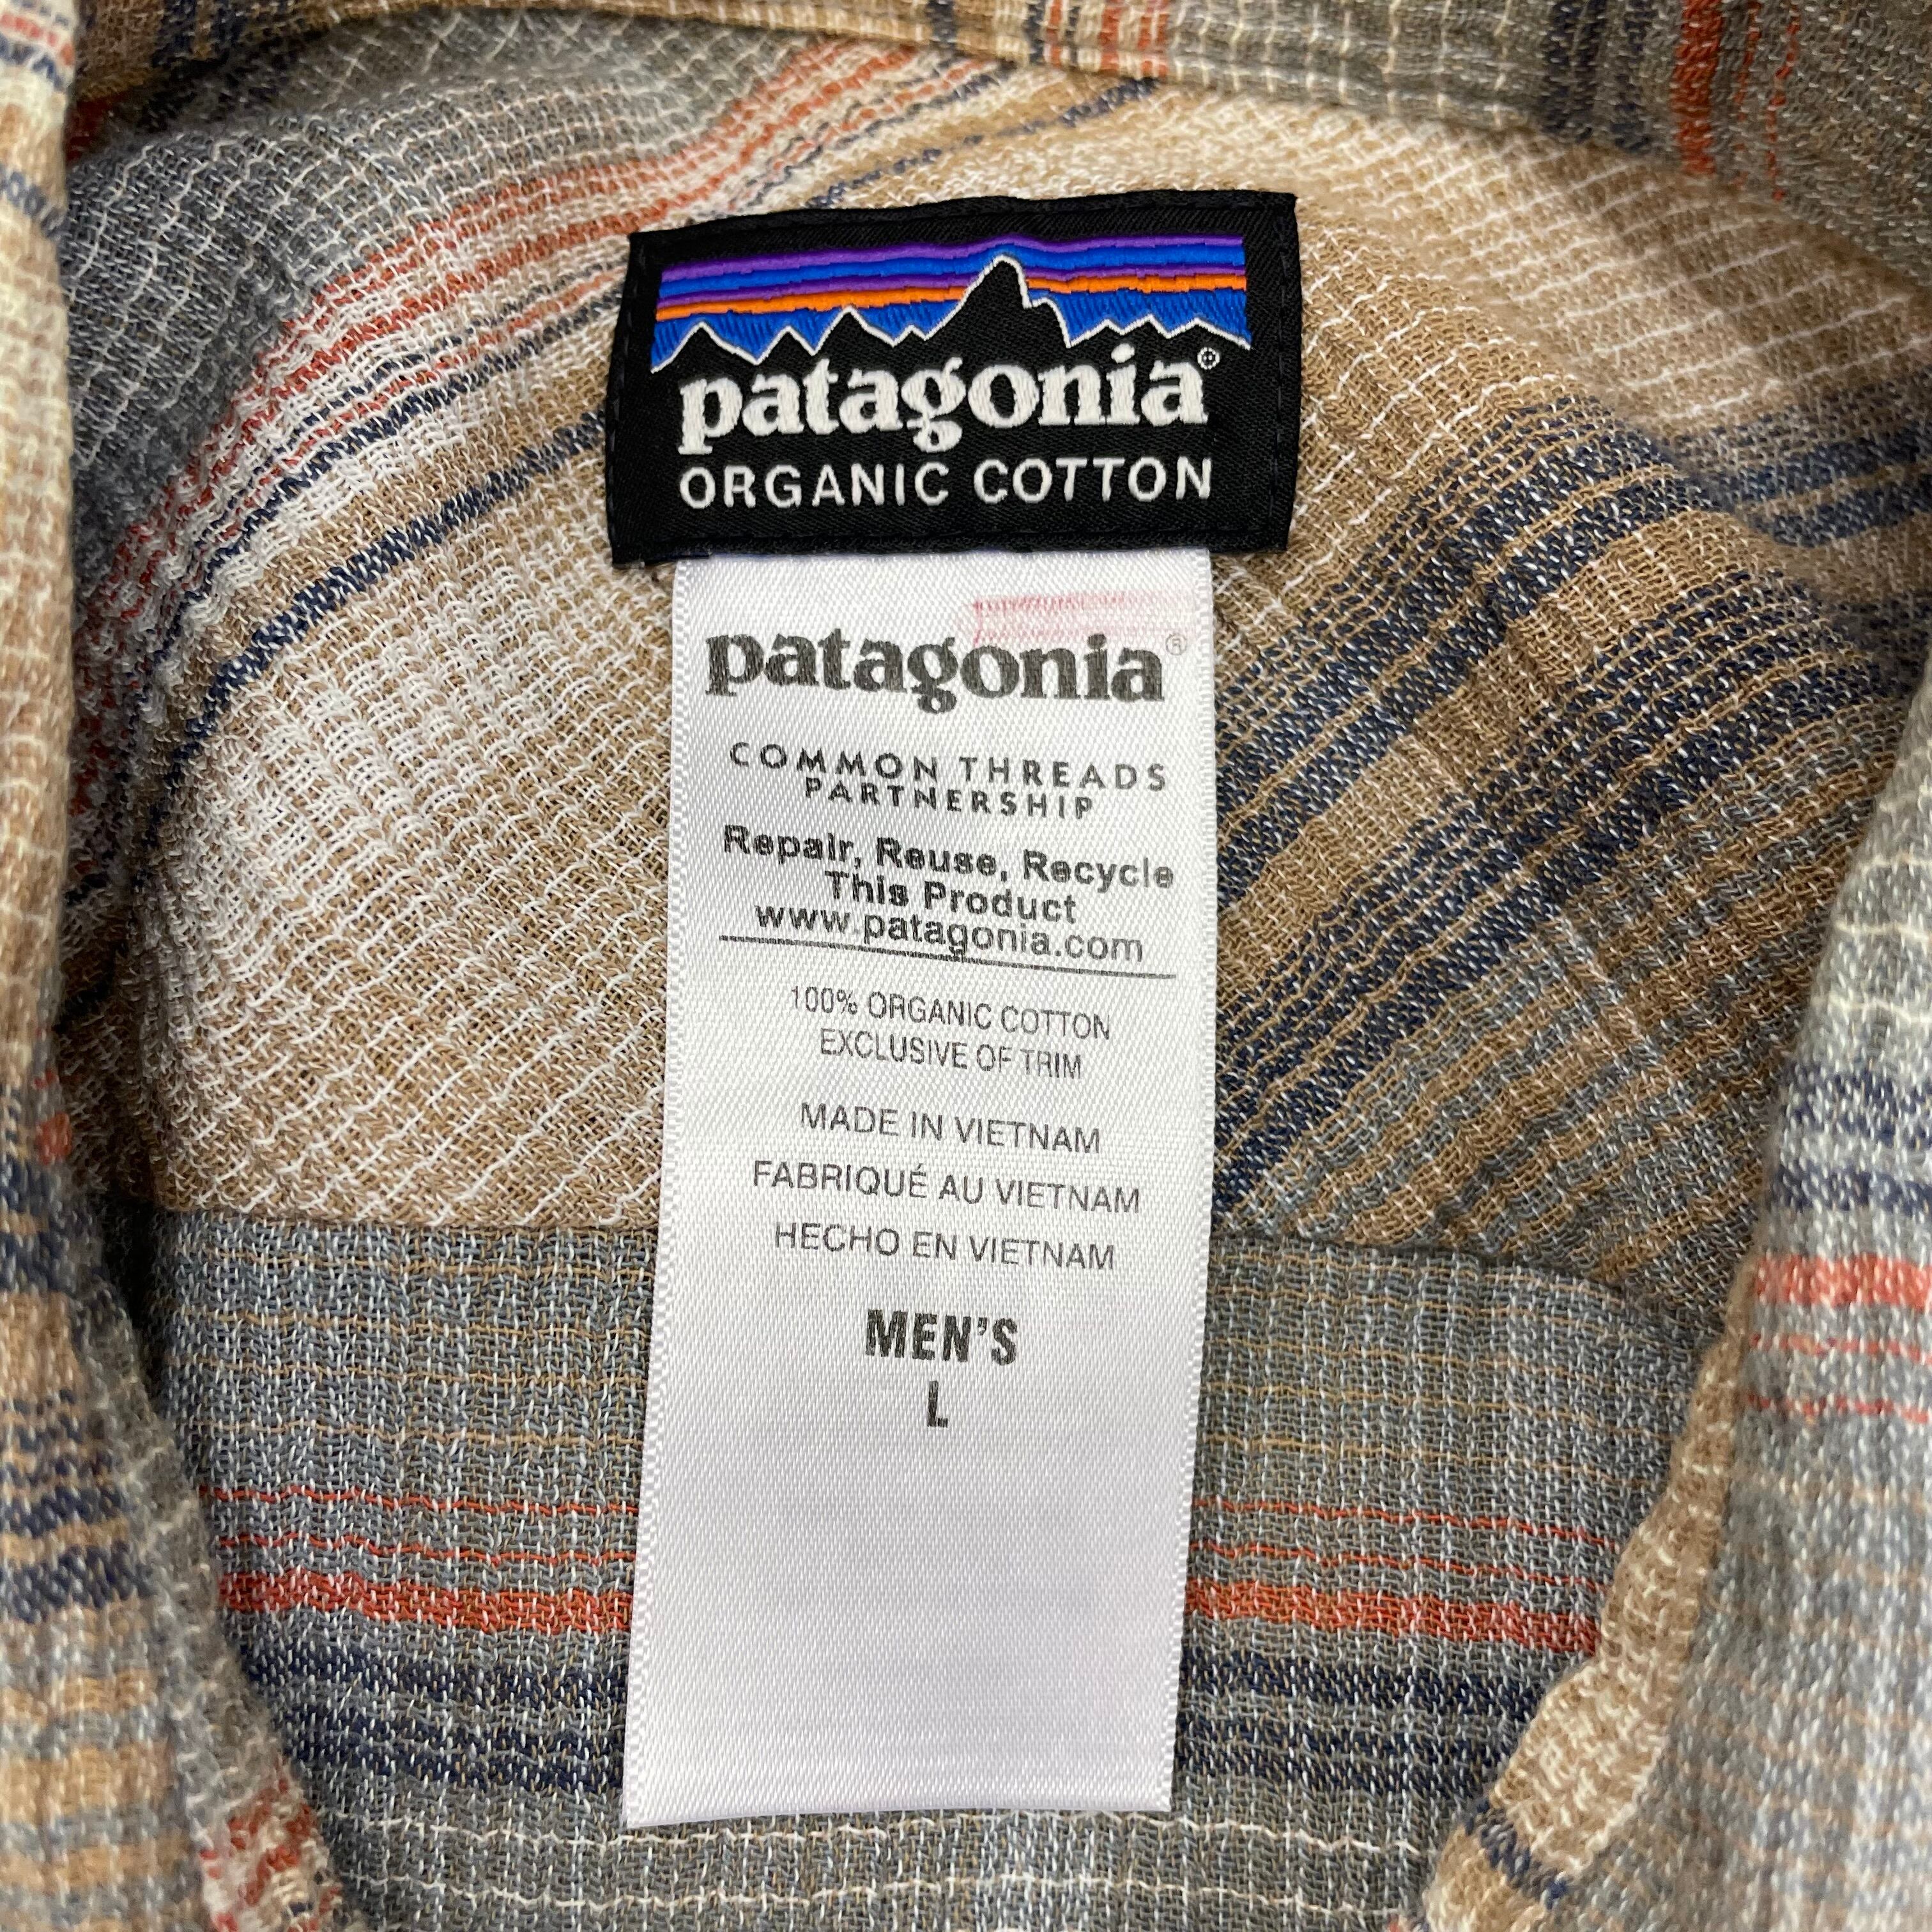 patagonia®
ORGANIC COTTON
patagonia®
COMMON THREADS
PARTNERSHIP
Repair, Reuse, Recycle
This Product
www.patagonia.com
100% ORGANIC COTTON
EXCLUSIVE OF TRIM
MADE IN VIETNAM
FABRIQUÉ AU VIETNAM
HECHO EN VIETNAM
MEN'S
L